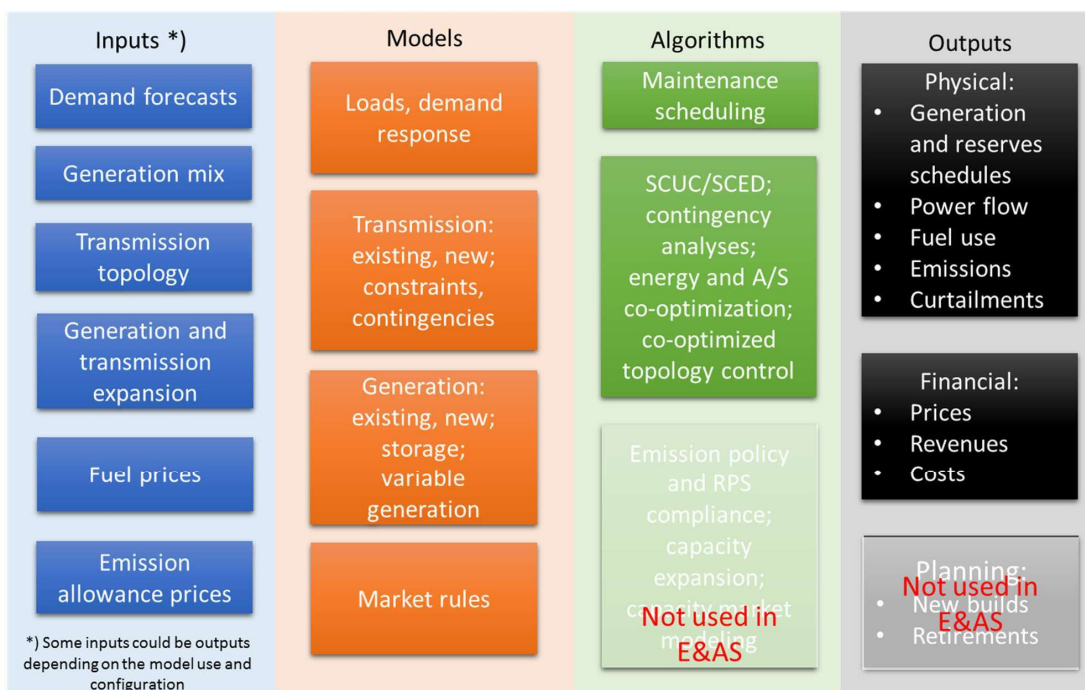 Inputs *)
Demand forecasts
Generation mix
Transmission
topology
Generation and
transmission
expansion
Fuel prices
Emission
allowance prices
*) Some inputs could be outputs
depending on the model use and
configuration
Models
Loads, demand
response
Transmission:
existing, new;
constraints,
contingencies
Generation:
existing, new;
storage;
variable
generation
Market rules
Algorithms
Maintenance
scheduling
SCUC/SCED;
contingency
analyses;
energy and A/S
co-optimization;
co-optimized
topology control
Emission policy
and RPS
compliance;
capacity
expansion;
capacity market
modeling
Not used in
E&AS
Outputs
Physical:
• Generation
and reserves
schedules
• Power flow
• Fuel use
• Emissions
• Curtailments
Financial:
• Prices
• Revenues
• Costs
Planning:
• New builds
• Retirements
Not used in
E&AS